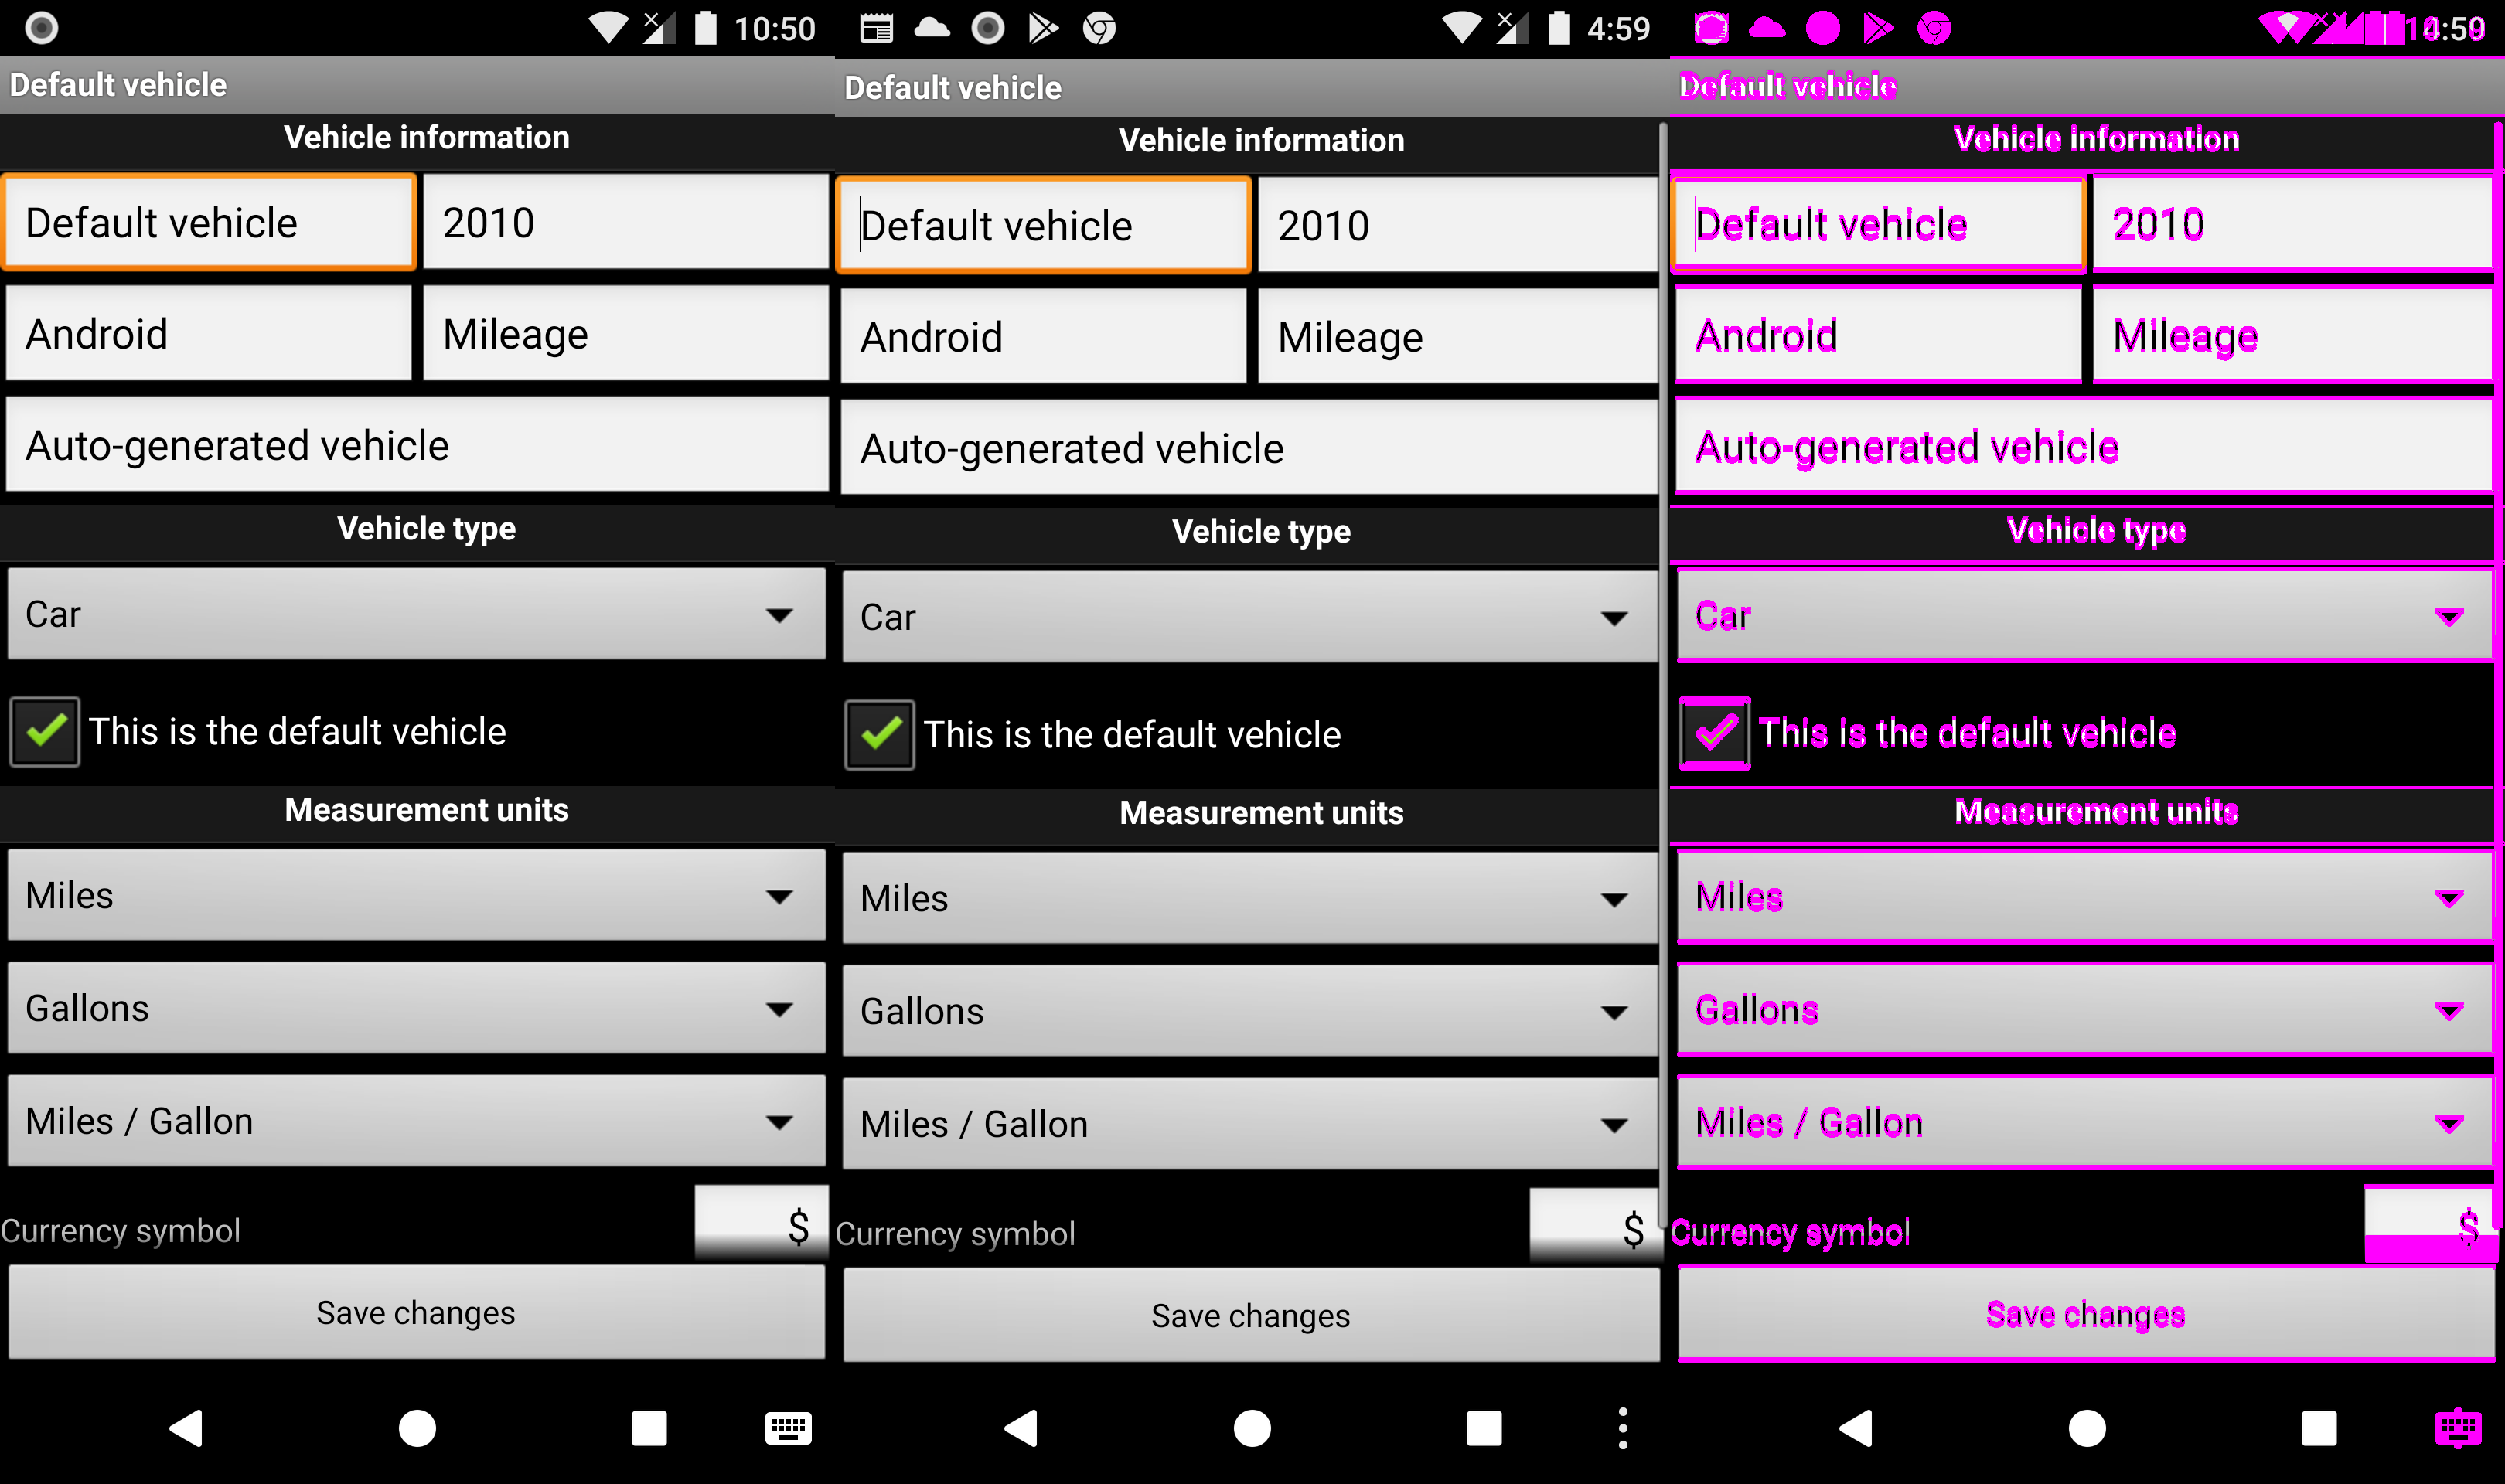 10:50
Default vehicle
Vehicle information
Default vehicle
2010
Android
Mileage
Auto-generated vehicle
Vehicle type
Car
This is the default vehicle
Measurement units
Miles
Gallons
Miles / Gallon
Currency symbol
$
Save changes
4:59
Default vehicle
Vehicle information
Default vehicle
2010
Android
Mileage
Auto-generated vehicle
Vehicle type
Car
This is the default vehicle
Measurement units
Miles
Gallons
Miles / Gallon
Currency symbol
$
Save changes
Default vehicle
Vehicle information
Default vehicle
2010
Android
Mileage
Auto-generated vehicle
Vehicle type
Car
This is the default vehicle
Measurement units
Miles
Gallons
Miles / Gallon
Currency symbol
$
Save changes